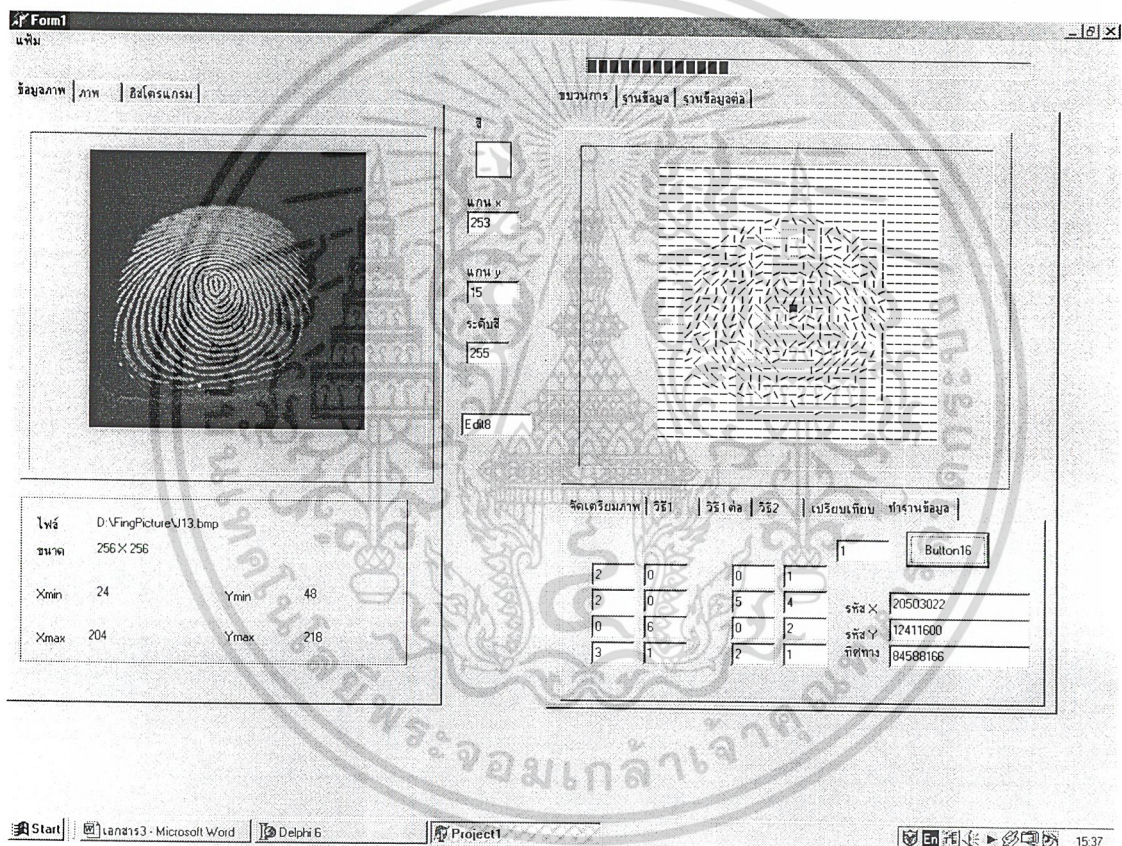 Form1
แฟ้ม
ข้อมูลภาพ ภาพ ฮิสโตรแกรม
ขบวนการ ฐานข้อมูล ฐานข้อมูลต่อ
สี
แกน x
253
แกน y
15
ระดับสี
255
Edit8
ไฟล์ D:\FingPicture\J13.bmp
ขนาด 256 X 256
Xmin 24 Ymin 48
Xmax 204 Ymax 218
จัดเตรียมภาพ วิธี1 วิธี1 ต่อ วิธี2 เปรียบเทียบ ทำฐานข้อมูล
1 Button16
2 0 0 1
2 0 5 4 รหัส X 20503022
0 6 0 2 รหัส Y 12411600
3 1 2 1 ทิศทาง 84588166
Start เอกสาร3 - Microsoft Word Delphi 6 Project1 En 15:37